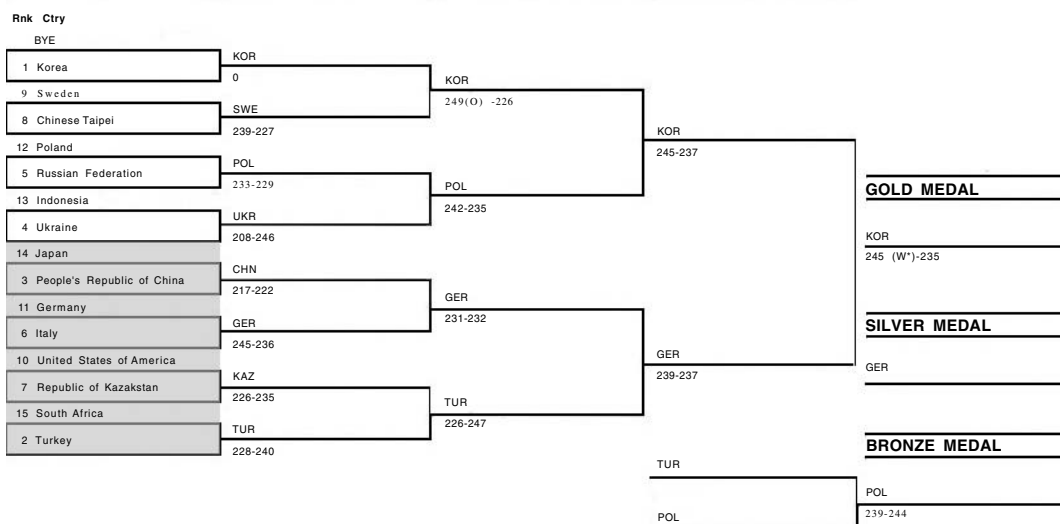 Rnk Ctry
BYE
1 Korea
9 Sweden
8 Chinese Taipei
12 Poland
5 Russian Federation
13 Indonesia
4 Ukraine
14 Japan
3 People's Republic of China
11 Germany
6 Italy
10 United States of America
7 Republic of Kazakstan
15 South Africa
2 Turkey
KOR
0
SWE
239-227
POL
233-229
UKR
208-246
CHN
217-222
GER
245-236
KAZ
226-235
TUR
228-240
KOR
249(O) -226
POL
242-235
GER
231-232
TUR
226-247
KOR
245-237
GER
239-237
TUR
POL
GOLD MEDAL
KOR
245 (W*)-235
SILVER MEDAL
GER
BRONZE MEDAL
POL
239-244